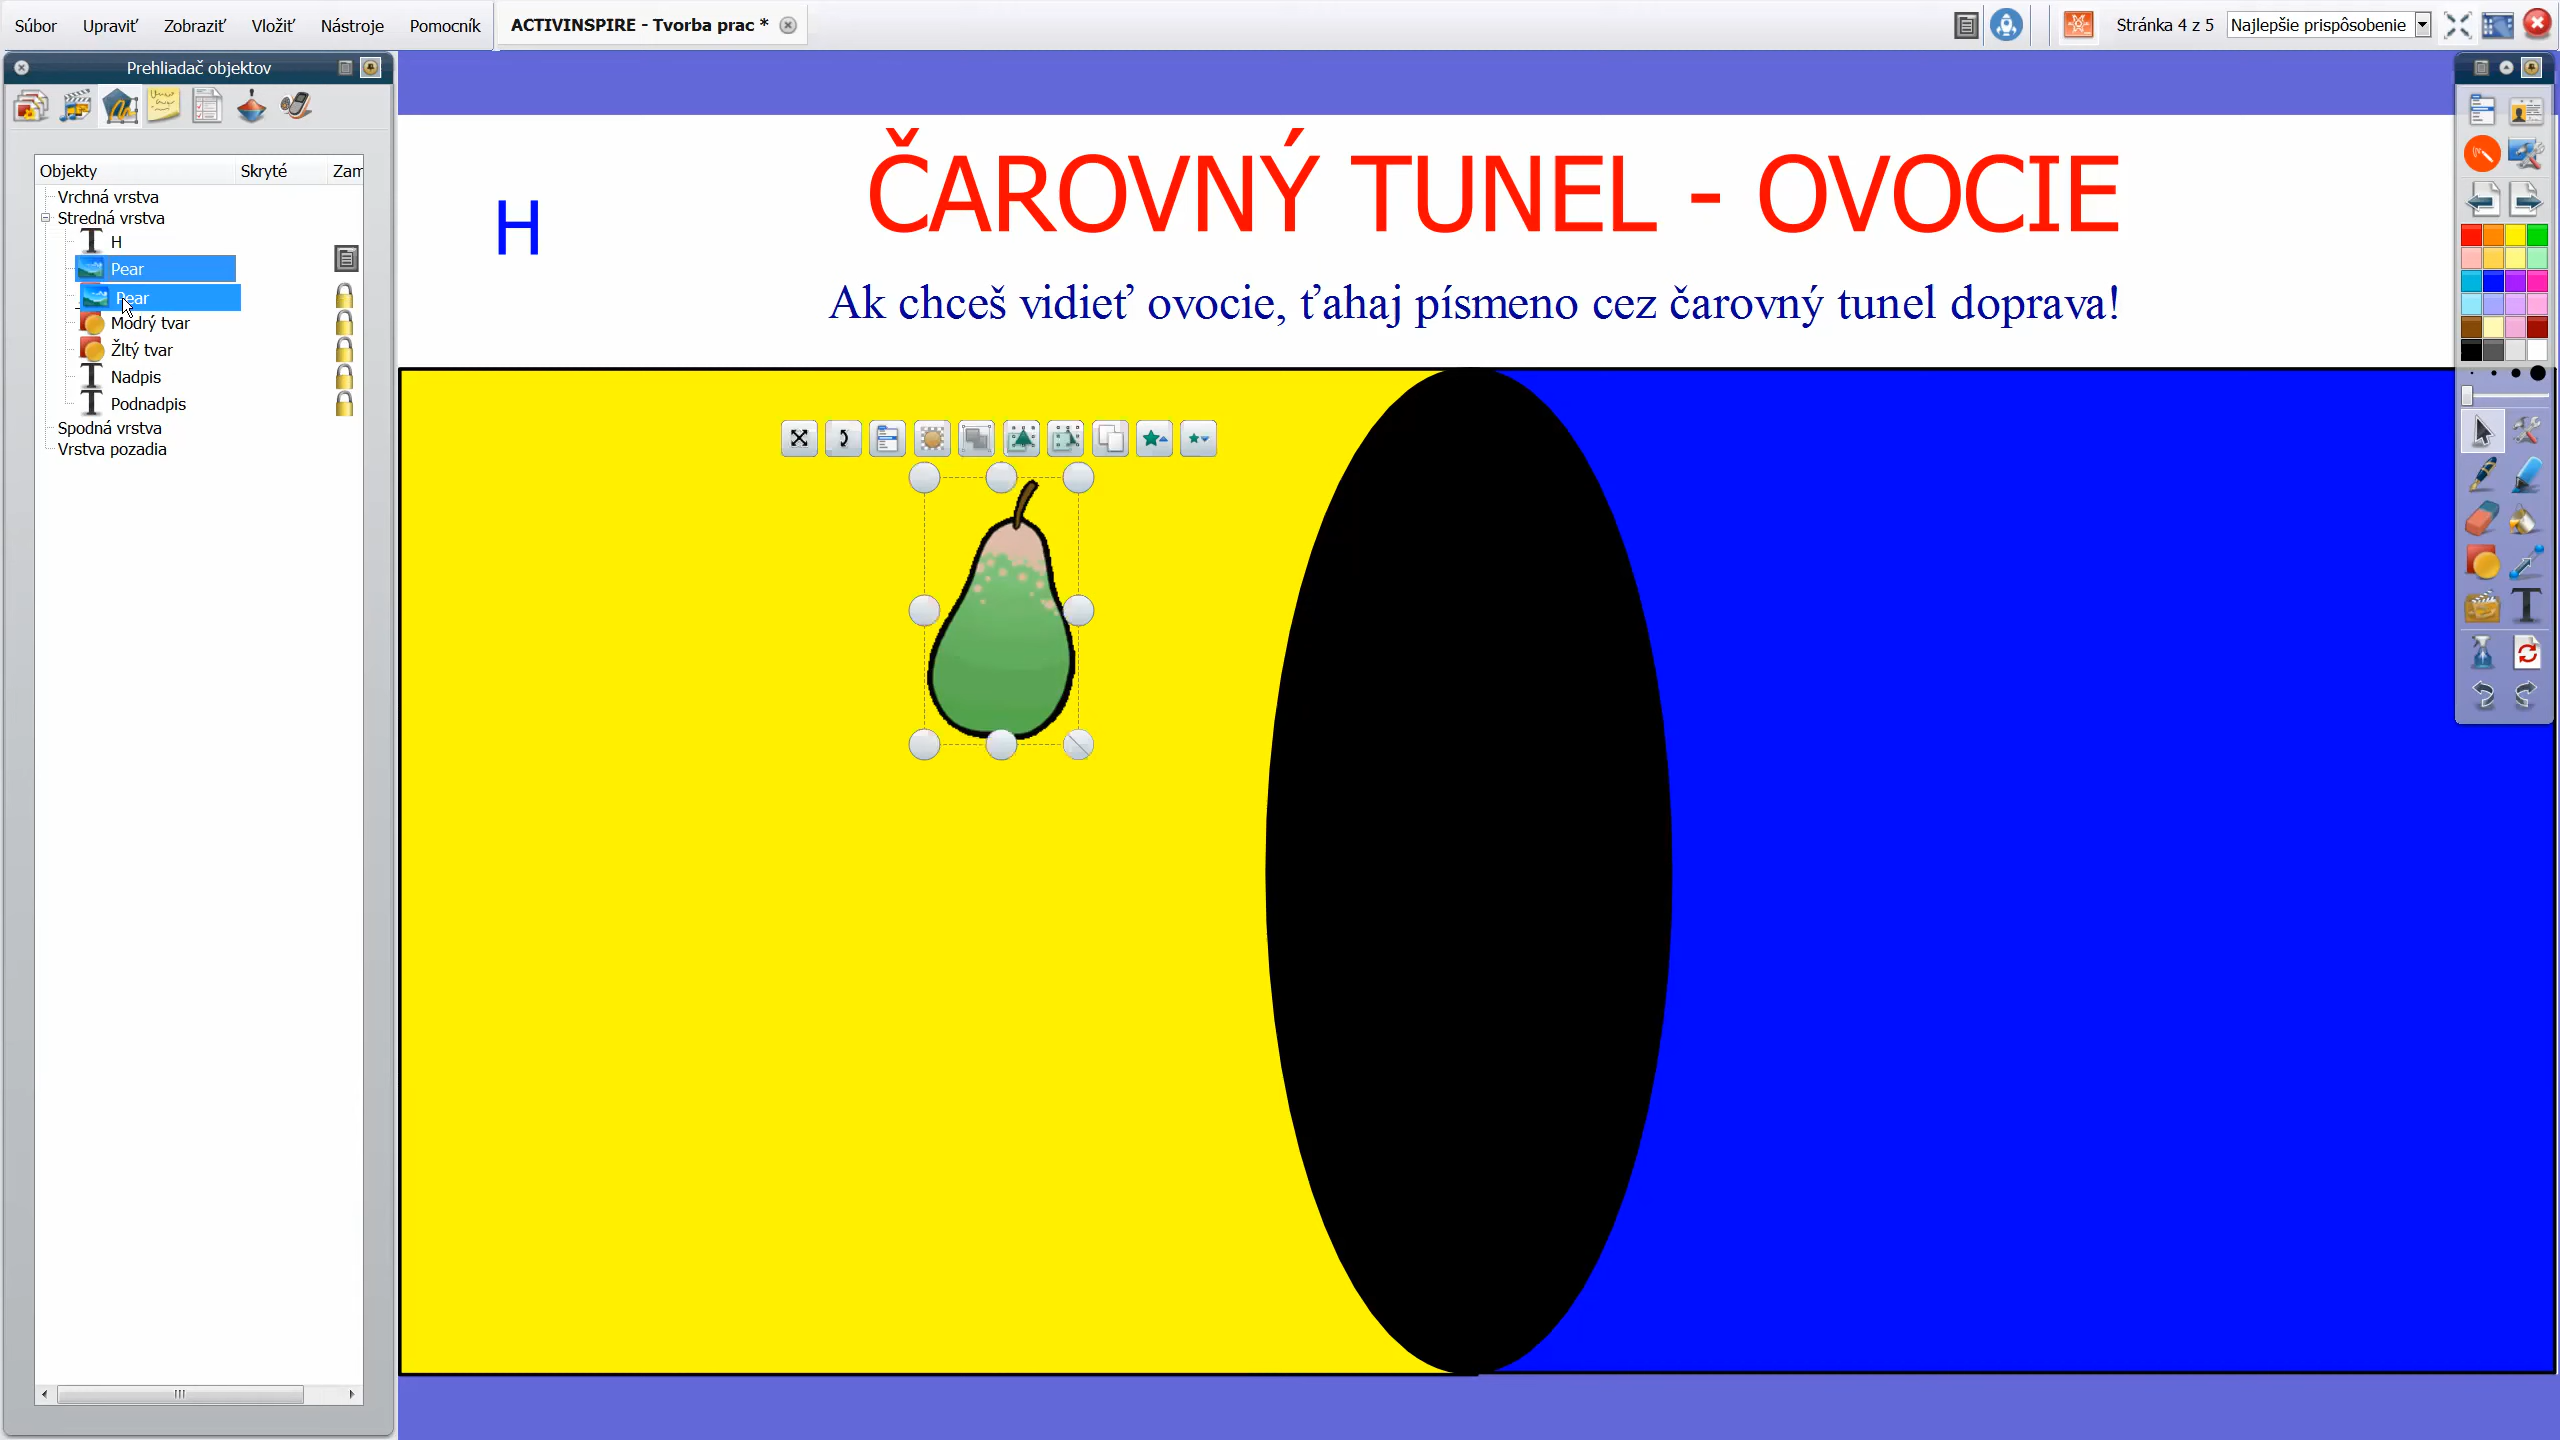 Súbor Upraviť Zobraziť Vložiť Nástroje Pomocník ACTIVINSPIRE - Tvorba prac * Stránka 4 z 5 Najlepšie prispôsobenie
Prehliadač objektov
Objekty Skryté Zam
Vrchná vrstva
Stredná vrstva
H
Pear
Pear
Modrý tvar
Žltý tvar
Nadpis
Podnadpis
Spodná vrstva
Vrstva pozadia
H
ČAROVNÝ TUNEL - OVOCIE
Ak chceš vidieť ovocie, ťahaj písmeno cez čarovný tunel doprava!